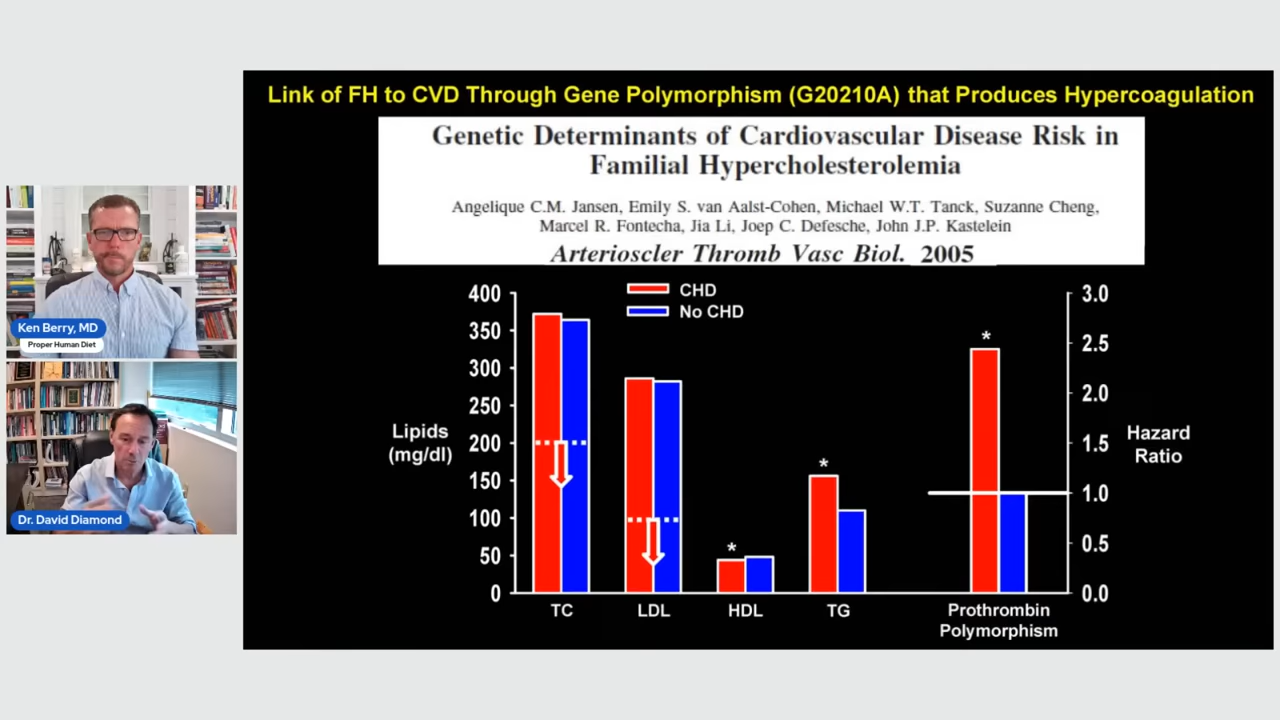 Link of FH to CVD Through Gene Polymorphism (G20210A) that Produces Hypercoagulation
Genetic Determinants of Cardiovascular Disease Risk in
Familial Hypercholesterolemia
Angelique C.M. Jansen, Emily S. van Aalst-Cohen, Michael W.T. Tanck, Suzanne Cheng,
Marcel R. Fontecha, Jia Li, Joep C. Defesche, John J.P. Kastelein
Arterioscler Thromb Vasc Biol. 2005
Ken Berry, MD
Proper Human Diet
Dr. David Diamond
CHD
No CHD
Lipids
(mg/dl)
400
350
300
250
200
150
100
50
0
*
*
*
TC
LDL
HDL
TG
Prothrombin
Polymorphism
3.0
2.5
2.0
1.5
1.0
0.5
0.0
Hazard
Ratio